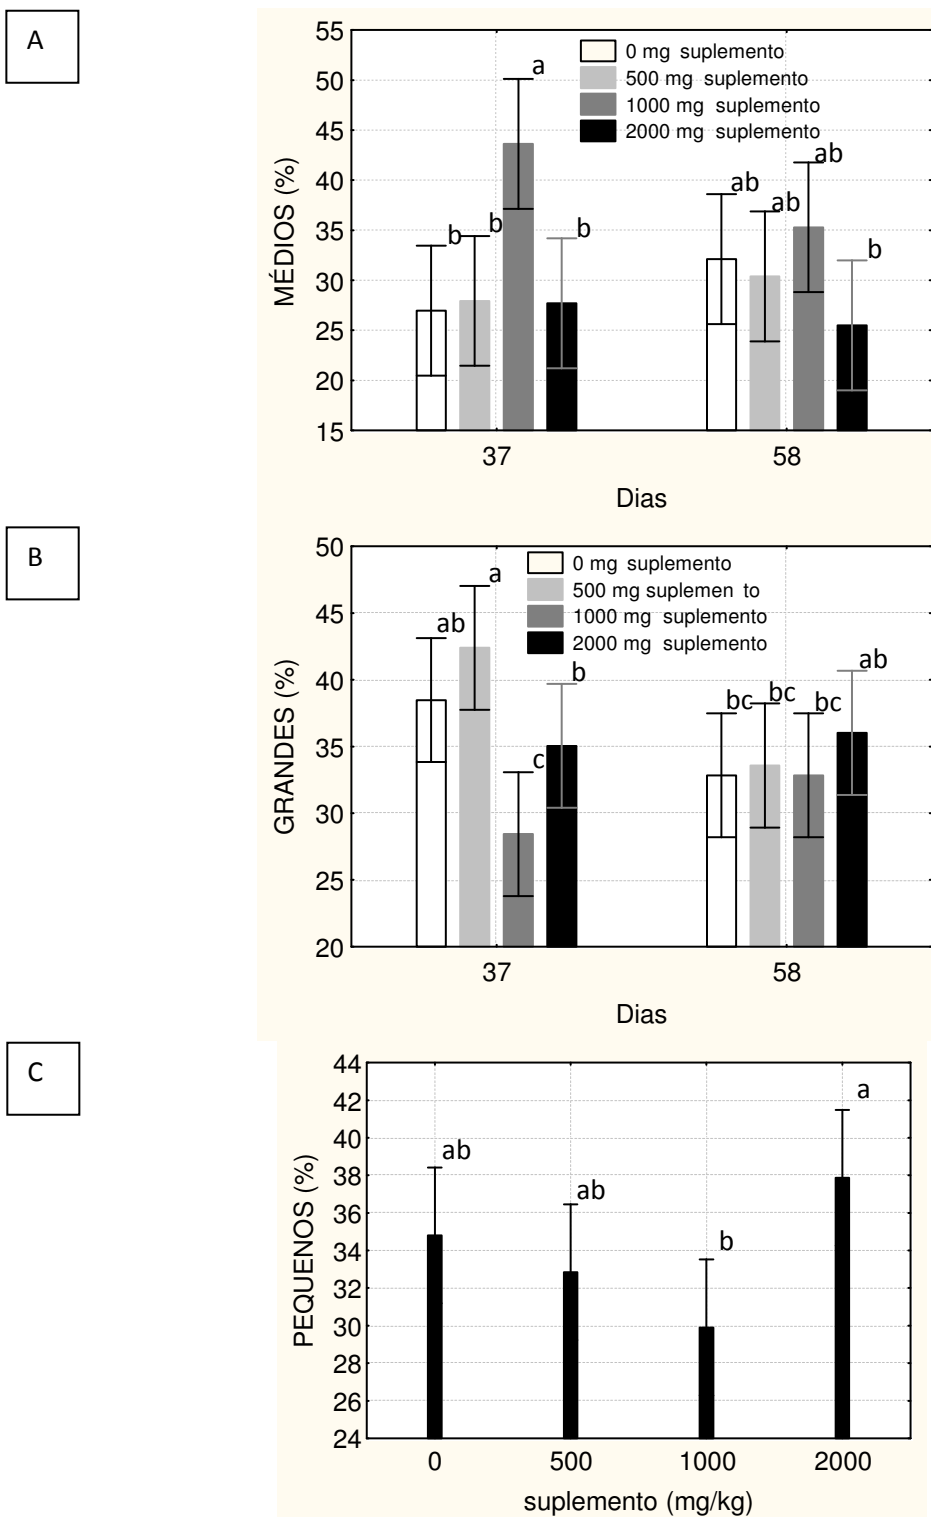 A
55
50
45
40
35
30
25
20
15
MÉDIOS (%)
0 mg suplemento
500 mg suplemento
1000 mg suplemento
2000 mg suplemento
b
b
a
b
ab
ab
ab
b
37
58
Dias
B
50
45
40
35
30
25
20
GRANDES (%)
0 mg suplemento
500 mg suplemen to
1000 mg suplemento
2000 mg suplemento
ab
a
c
b
bc
bc
bc
ab
37
58
Dias
C
44
42
40
38
36
34
32
30
28
26
24
PEQUENOS (%)
ab
ab
b
a
0
500
1000
2000
suplemento (mg/kg)